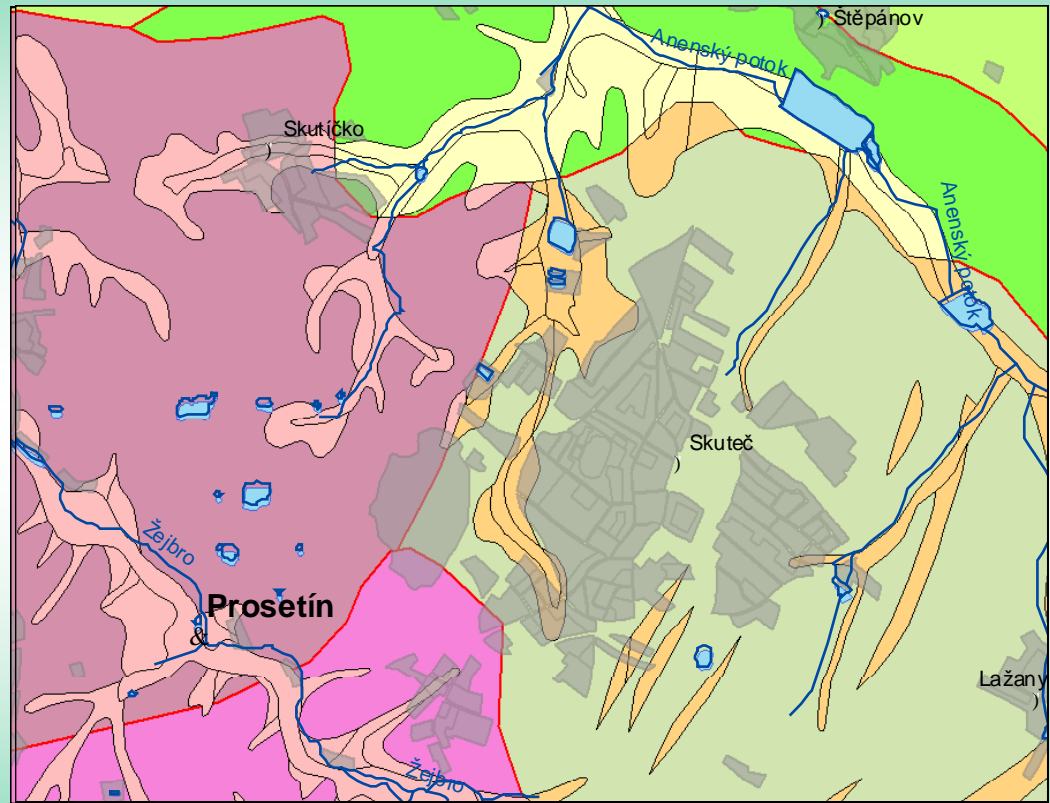 Štěpánov
Anenský potok
Skutíčko
Anenský potok
Skuteč
Žejbro
Prosetín
&
Lažany
Žejbro